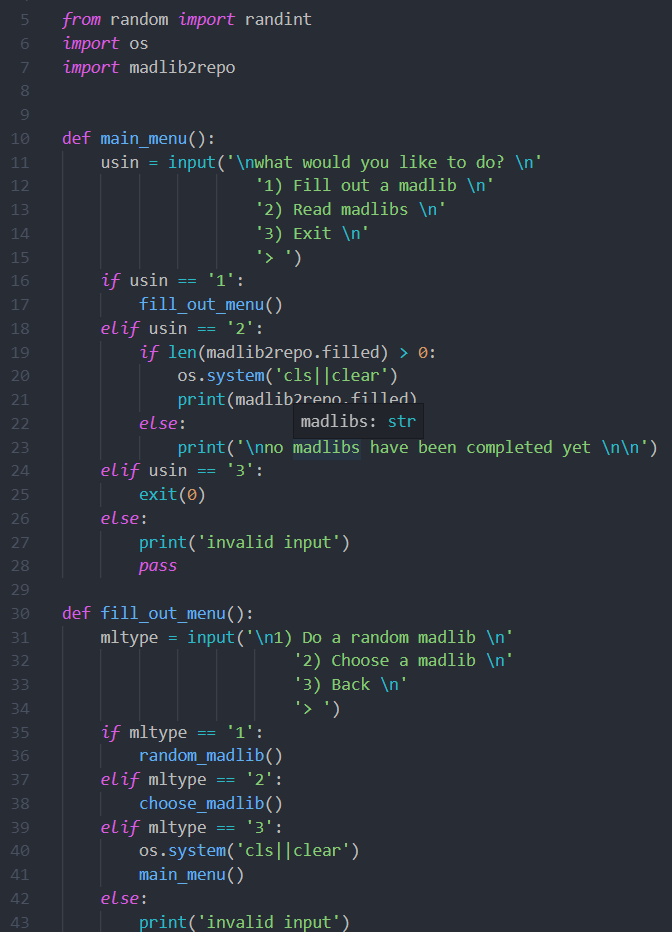 5 from random import randint
6 import os
7 import madlib2repo
8
9
10 def main_menu():
11     usin = input('\nwhat would you like to do? \n'
12                     '1) Fill out a madlib \n'
13                     '2) Read madlibs \n'
14                     '3) Exit \n'
15                     '> ')
16     if usin == '1':
17         fill_out_menu()
18     elif usin == '2':
19         if len(madlib2repo.filled) > 0:
20             os.system('cls||clear')
21             print(madlib2repo.filled)
22         else:
madlibs: str
23             print('\nno madlibs have been completed yet \n\n')
24     elif usin == '3':
25         exit(0)
26     else:
27         print('invalid input')
28         pass
29
30 def fill_out_menu():
31     mltype = input('\n1) Do a random madlib \n'
32                         '2) Choose a madlib \n'
33                         '3) Back \n'
34                         '> ')
35     if mltype == '1':
36         random_madlib()
37     elif mltype == '2':
38         choose_madlib()
39     elif mltype == '3':
40         os.system('cls||clear')
41         main_menu()
42     else:
43         print('invalid input')